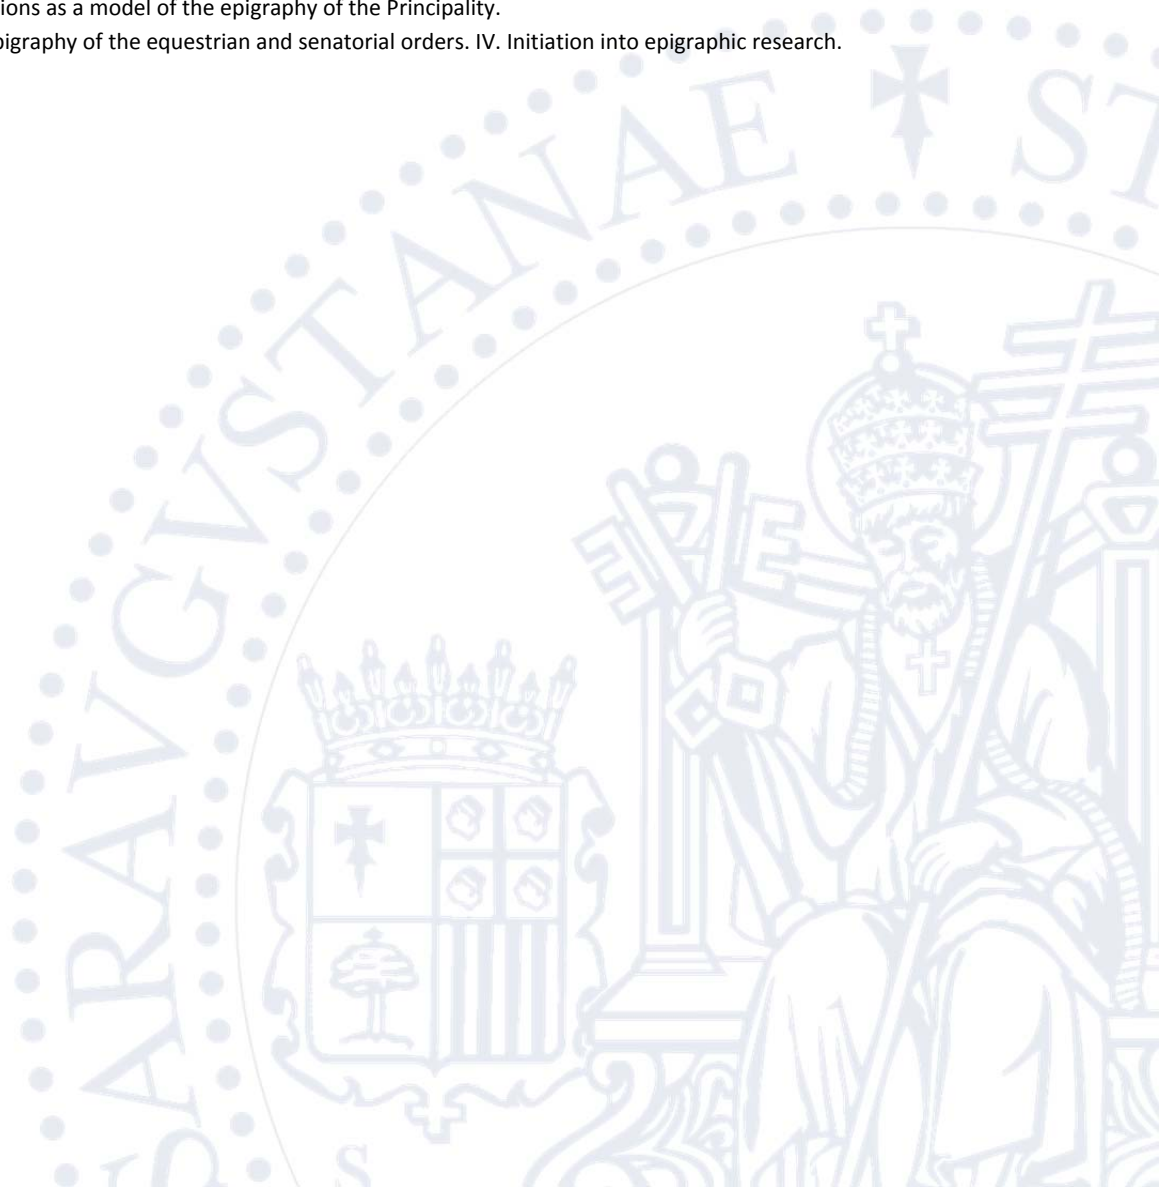 ions as a model of the epigraphy of the Principality.
pigraphy of the equestrian and senatorial orders. IV. Initiation into epigraphic research.
ARAVGVSTANAE ST
S